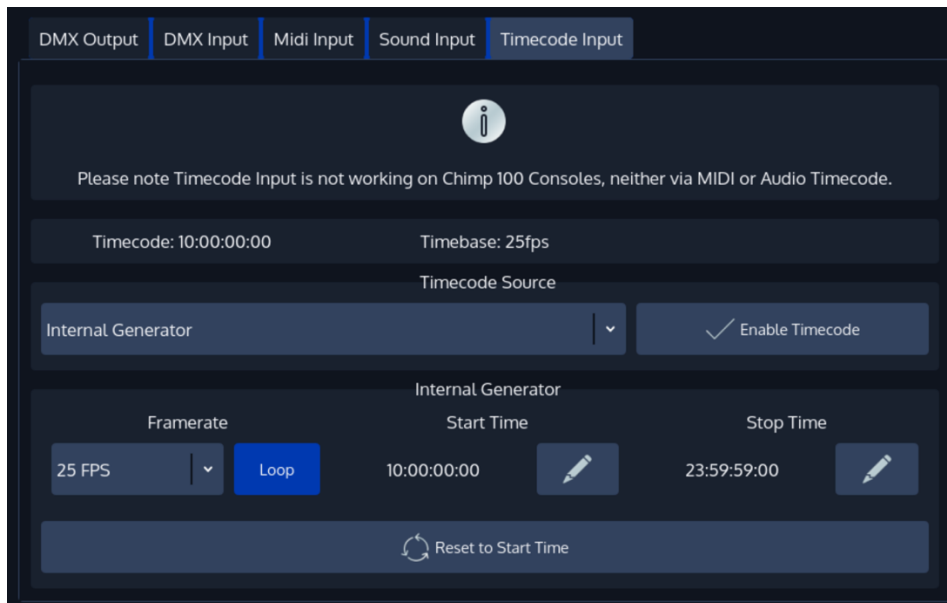 DMX Output DMX Input Midi Input Sound Input Timecode Input
Please note Timecode Input is not working on Chimp 100 Consoles, neither via MIDI or Audio Timecode.
Timecode: 10:00:00:00 Timebase: 25fps
Timecode Source
Internal Generator Enable Timecode
Internal Generator
Framerate Start Time Stop Time
25 FPS Loop 10:00:00:00 23:59:59:00
Reset to Start Time